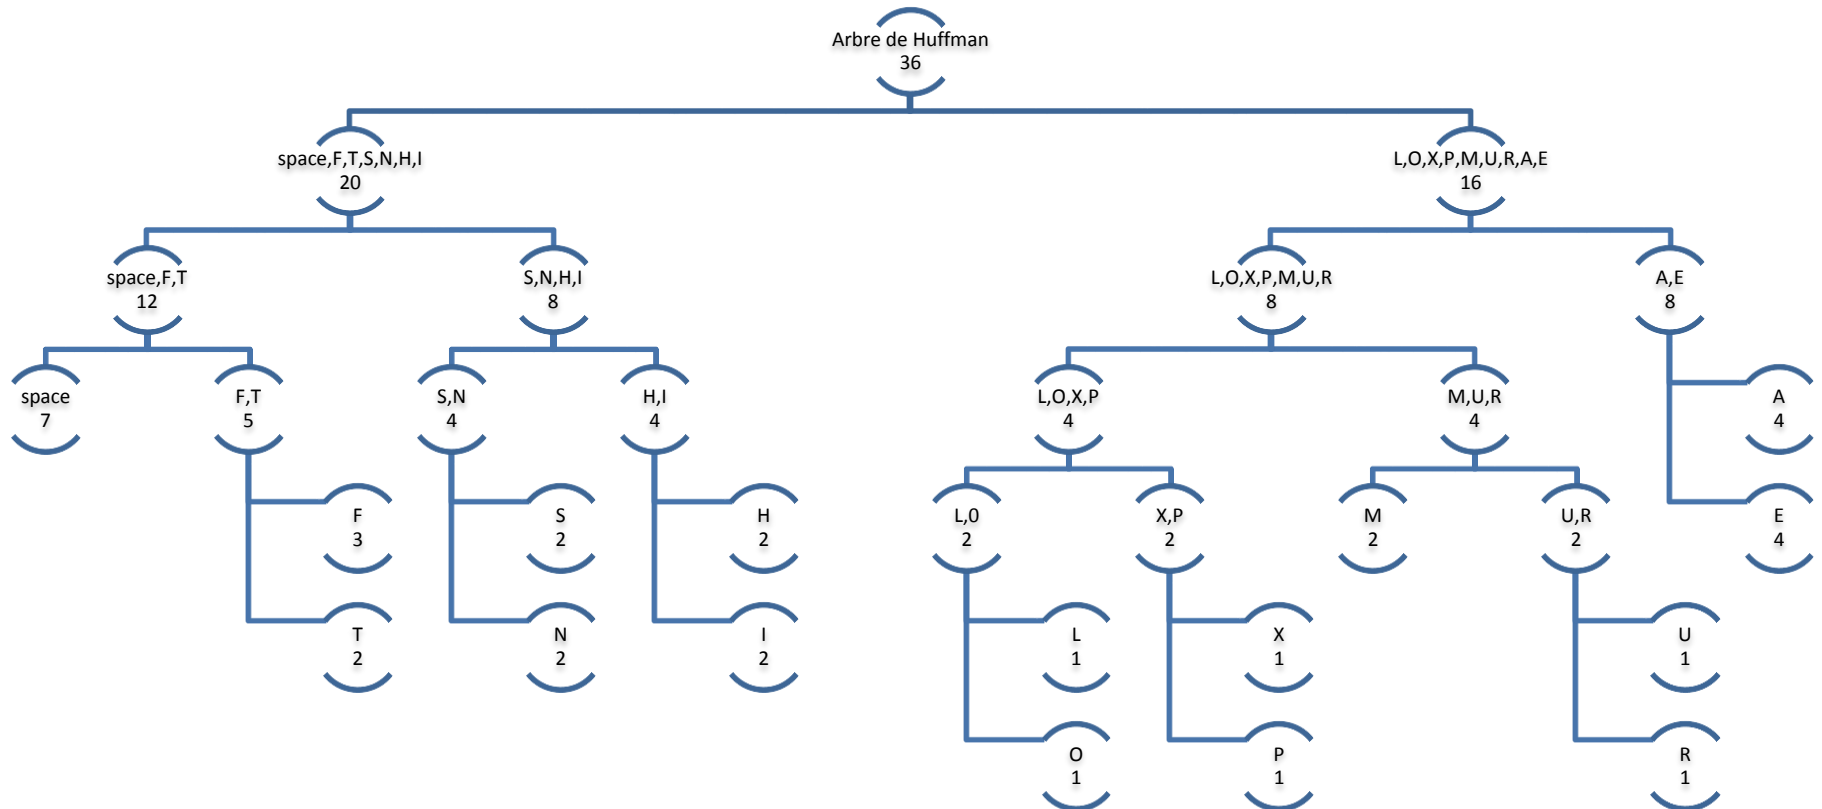 Arbre de Huffman
36
space,F,T,S,N,H,I
20
L,O,X,P,M,U,R,A,E
16
space,F,T
12
S,N,H,I
8
L,O,X,P,M,U,R
8
A,E
8
space
7
F,T
5
S,N
4
H,I
4
L,O,X,P
4
M,U,R
4
A
4
F
3
S
2
H
2
L,0
2
X,P
2
M
2
U,R
2
E
4
T
2
N
2
I
2
L
1
X
1
U
1
O
1
P
1
R
1